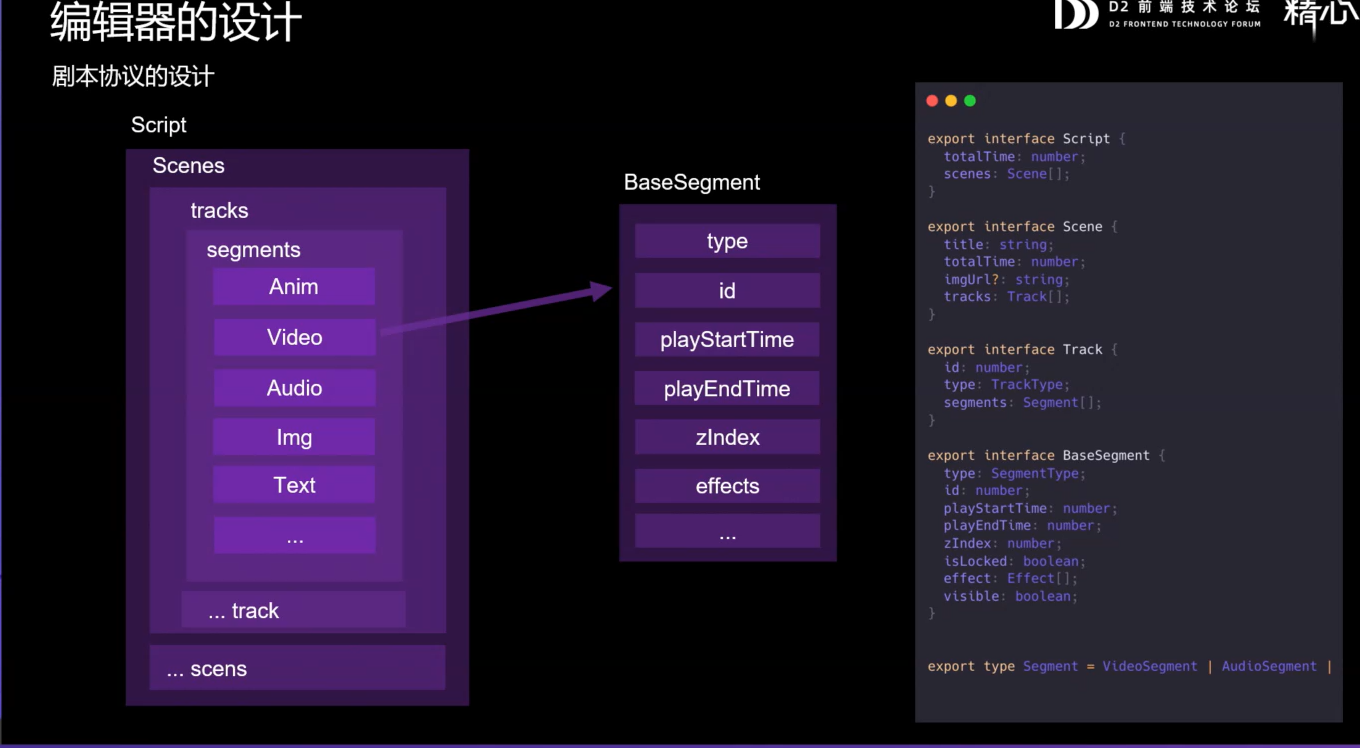 编辑器的设计
D2 前端技术论坛
D2 FRONTEND TECHNOLOGY FORUM
精心
剧本协议的设计
Script
Scenes
tracks
segments
Anim
Video
Audio
Img
Text
...
... track
... scens
BaseSegment
type
id
playStartTime
playEndTime
zIndex
effects
...
export interface Script {
totalTime: number;
scenes: Scene[];
}
export interface Scene {
title: string;
totalTime: number;
imgUrl?: string;
tracks: Track[];
}
export interface Track {
id: number;
type: TrackType;
segments: Segment[];
}
export interface BaseSegment {
type: SegmentType;
id: number;
playStartTime: number;
playEndTime: number;
zIndex: number;
isLocked: boolean;
effect: Effect[];
visible: boolean;
}
export type Segment = VideoSegment | AudioSegment |